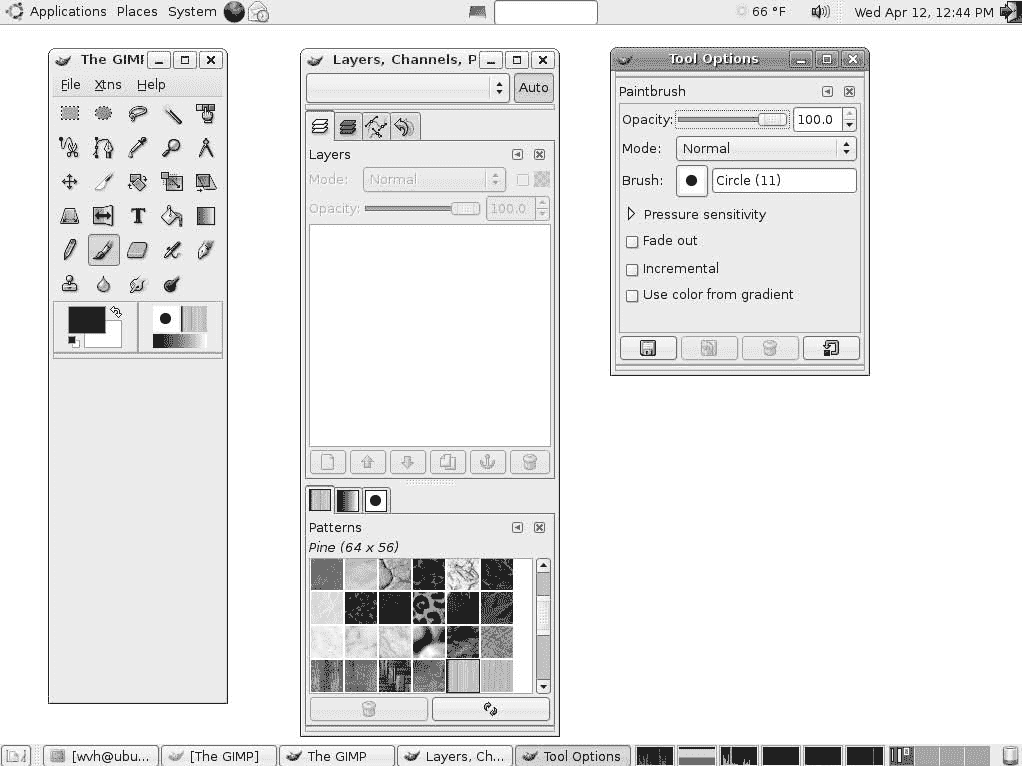 Applications Places System
66 °F
Wed Apr 12, 12:44 PM
The GIMP
File Xtns Help
Layers, Channels, P
Auto
Layers
Mode: Normal
Opacity: 100.0
Patterns
Pine (64 x 56)
Tool Options
Paintbrush
Opacity: 100.0
Mode: Normal
Brush: Circle (11)
Pressure sensitivity
Fade out
Incremental
Use color from gradient
[wvh@ubu... [The GIMP] The GIMP Layers, Ch... Tool Options